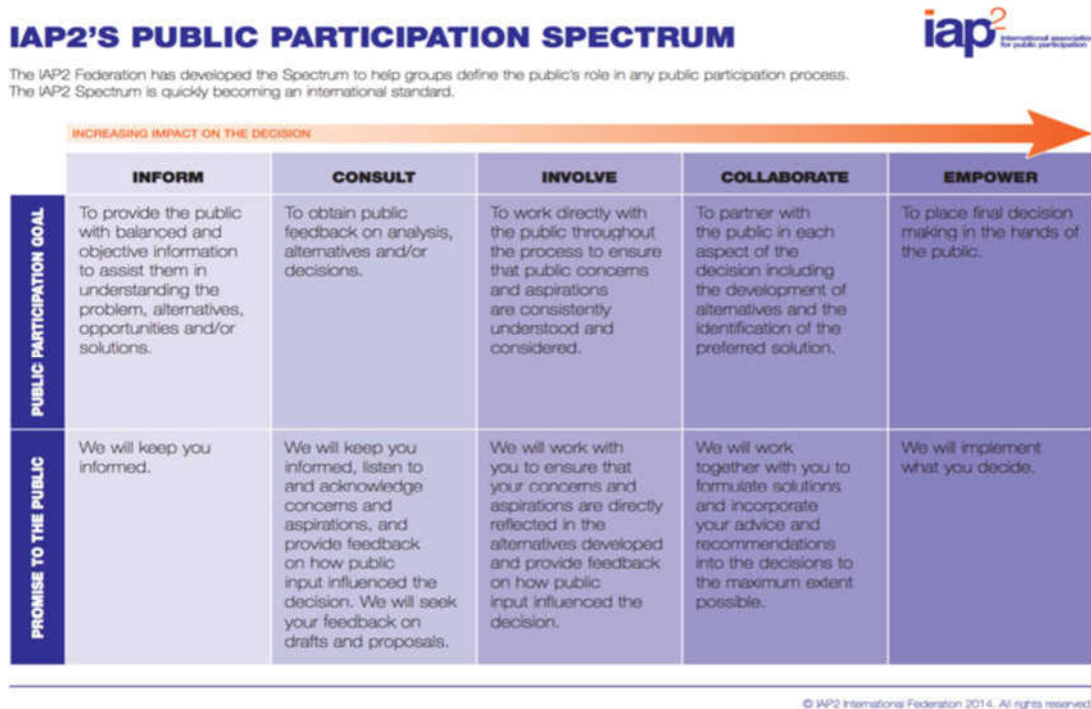 IAP2'S PUBLIC PARTICIPATION SPECTRUM
iap2
international association
for public participation
The IAP2 Federation has developed the Spectrum to help groups define the public's role in any public participation process.
The IAP2 Spectrum is quickly becoming an international standard.
INCREASING IMPACT ON THE DECISION
INFORM
CONSULT
INVOLVE
COLLABORATE
EMPOWER
PUBLIC PARTICIPATION GOAL
To provide the public
with balanced and
objective information
to assist them in
understanding the
problem, alternatives,
opportunities and/or
solutions.
To obtain public
feedback on analysis,
alternatives and/or
decisions.
To work directly with
the public throughout
the process to ensure
that public concerns
and aspirations
are consistently
understood and
considered.
To partner with
the public in each
aspect of the
decision including
the development of
alternatives and the
identification of the
preferred solution.
To place final decision
making in the hands of
the public.
PROMISE TO THE PUBLIC
We will keep you
informed.
We will keep you
informed, listen to
and acknowledge
concerns and
aspirations, and
provide feedback
on how public
input influenced the
decision. We will seek
your feedback on
drafts and proposals.
We will work with
you to ensure that
your concerns and
aspirations are directly
reflected in the
alternatives developed
and provide feedback
on how public
input influenced the
decision.
We will work
together with you to
formulate solutions
and incorporate
your advice and
recommendations
into the decisions to
the maximum extent
possible.
We will implement
what you decide.
© IAP2 International Federation 2014. All rights reserved.